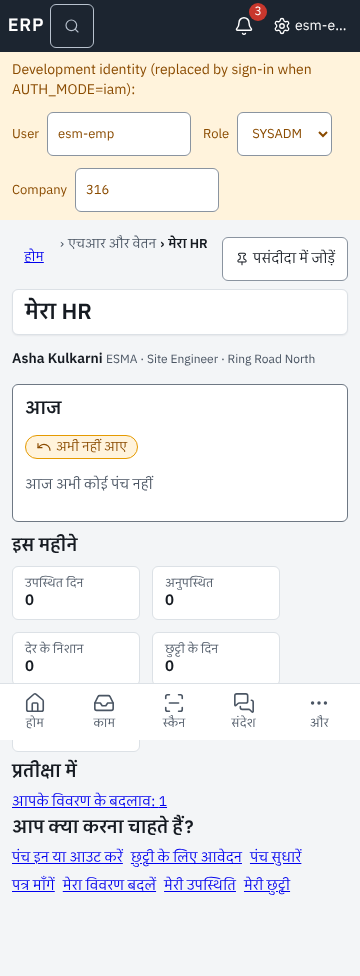 ERP
3
esm-e...
Development identity (replaced by sign-in when
AUTH_MODE=iam):
User esm-emp Role SYSADM
Company 316
होम › एचआर और वेतन › मेरा HR
पसंदीदा में जोड़ें
मेरा HR
Asha Kulkarni ESMA · Site Engineer · Ring Road North
आज
अभी नहीं आए
आज अभी कोई पंच नहीं
इस महीने
उपस्थित दिन अनुपस्थित
0 0
देर के निशान छुट्टी के दिन
0 0
होम काम स्कैन संदेश और
प्रतीक्षा में
आपके विवरण के बदलाव: 1
आप क्या करना चाहते हैं?
पंच इन या आउट करें छुट्टी के लिए आवेदन पंच सुधारें
पत्र माँगें मेरा विवरण बदलें मेरी उपस्थिति मेरी छुट्टी